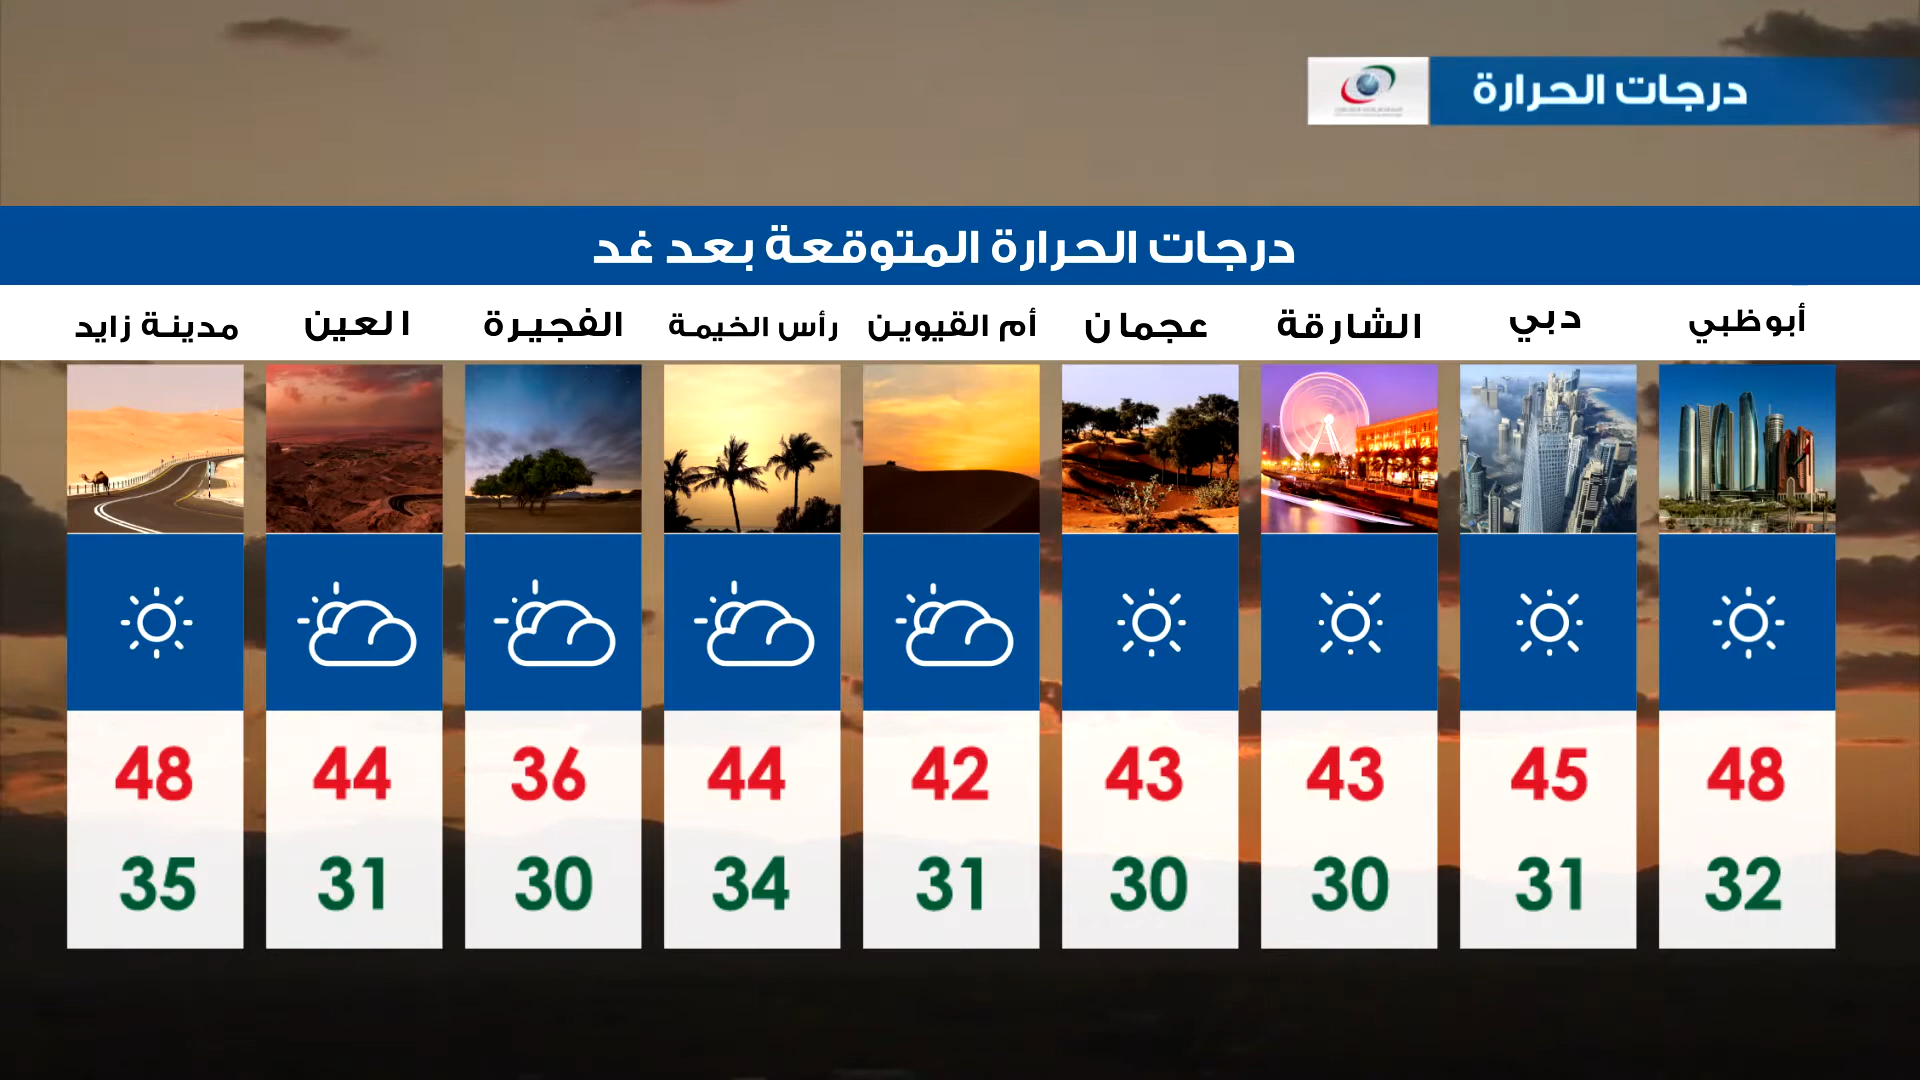 درجات الحرارة
درجات الحرارة المتوقعة بعد غد
أبوظبي دبي الشارقة عجمان أم القيوين رأس الخيمة الفجيرة العين مدينة زايد
48 45 43 43 42 44 36 44 48
32 31 30 30 31 34 30 31 35